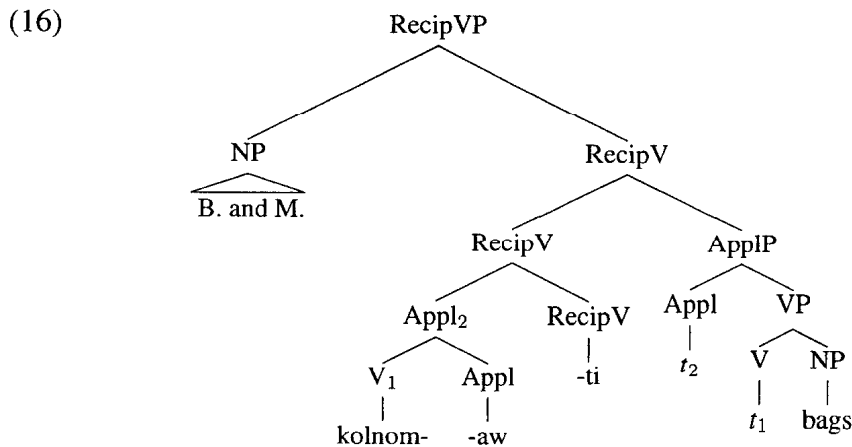 (16)
RecipVP
NP RecipV
B. and M.
RecipV ApplP
Appl₂ RecipV Appl VP
V₁ Appl -ti t₂ V NP
kolnom- -aw t₁ bags